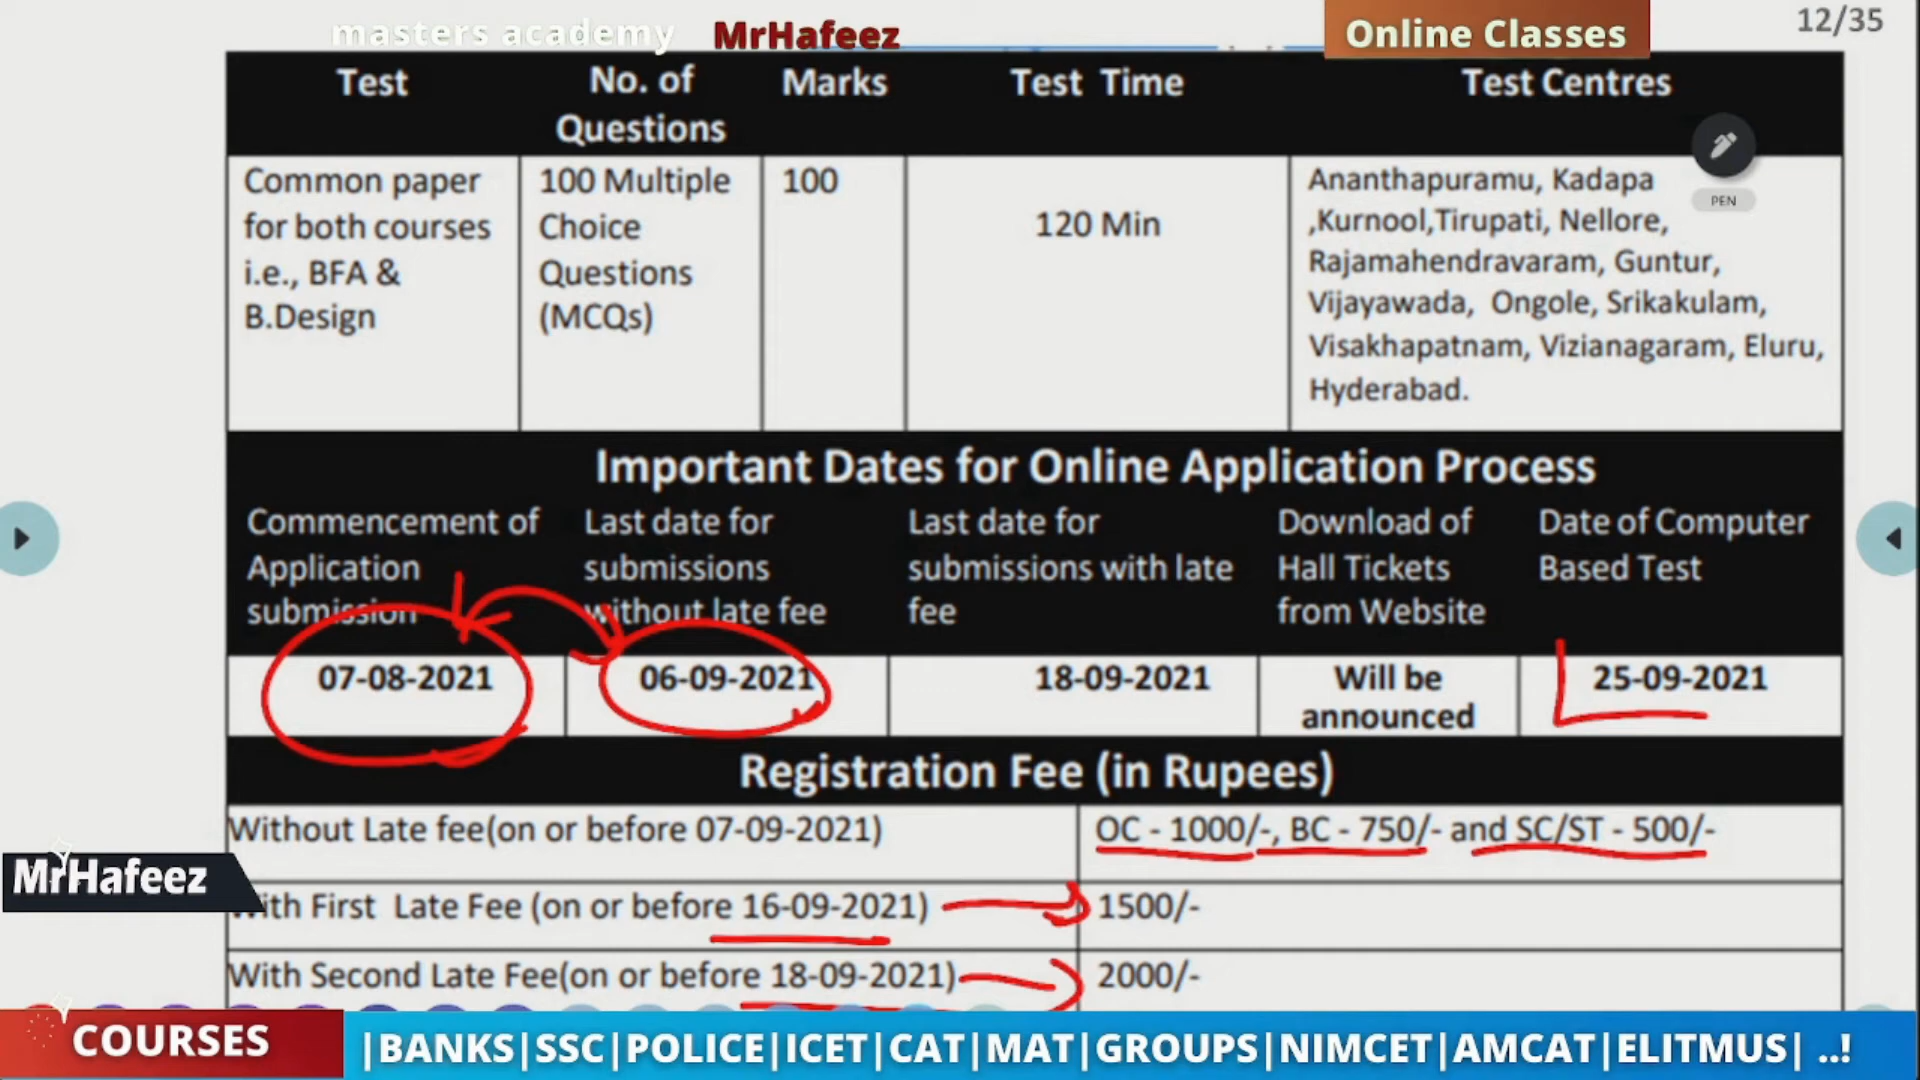 masters academy MrHafeez Online Classes 12/35
Test No. of Questions Marks Test Time Test Centres
Common paper for both courses i.e., BFA & B.Design
100 Multiple Choice Questions (MCQs)
100
120 Min
Ananthapuramu, Kadapa
,Kurnool,Tirupati, Nellore,
Rajamahendravaram, Guntur,
Vijayawada, Ongole, Srikakulam,
Visakhapatnam, Vizianagaram, Eluru,
Hyderabad.
PEN
Important Dates for Online Application Process
Commencement of Application submission
Last date for submissions without late fee
Last date for submissions with late fee
Download of Hall Tickets from Website
Date of Computer Based Test
07-08-2021
06-09-2021
18-09-2021
Will be announced
25-09-2021
Registration Fee (in Rupees)
Without Late fee(on or before 07-09-2021) OC - 1000/-, BC - 750/- and SC/ST - 500/-
MrHafeez
With First Late Fee (on or before 16-09-2021) 1500/-
With Second Late Fee(on or before 18-09-2021) 2000/-
COURSES |BANKS|SSC|POLICE|ICET|CAT|MAT|GROUPS|NIMCET|AMCAT|ELITMUS| ..!